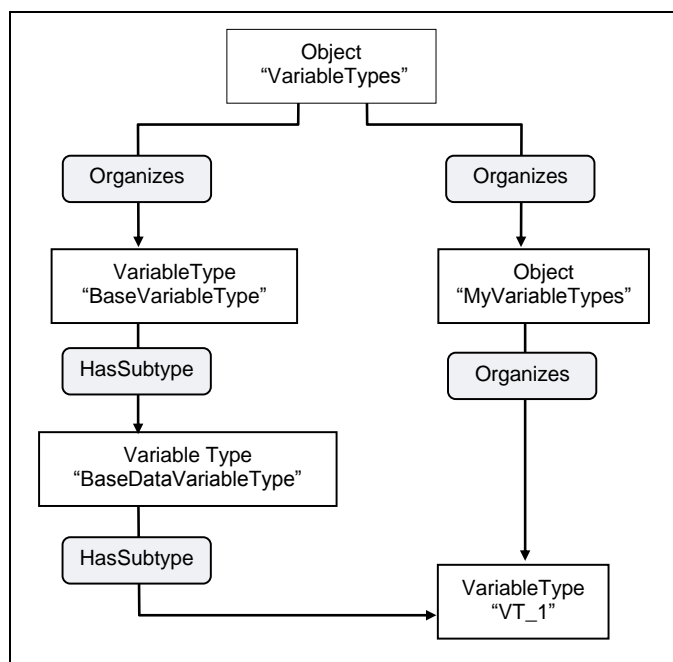 Object
“VariableTypes”
Organizes
Organizes
VariableType
“BaseVariableType”
Object
“MyVariableTypes”
HasSubtype
Organizes
Variable Type
“BaseDataVariableType”
HasSubtype
VariableType
“VT_1”